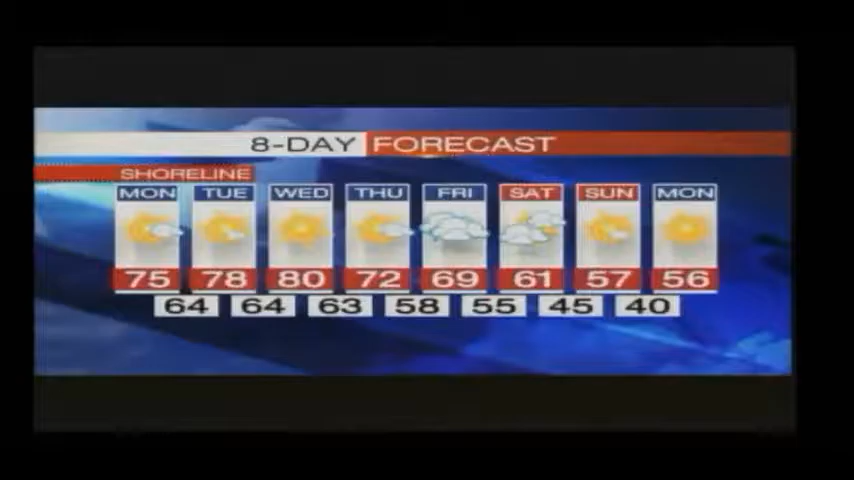 8-DAY FORECAST
SHORELINE
MON TUE WED THU FRI SAT SUN MON
75 78 80 72 69 61 57 56
64 64 63 58 55 45 40